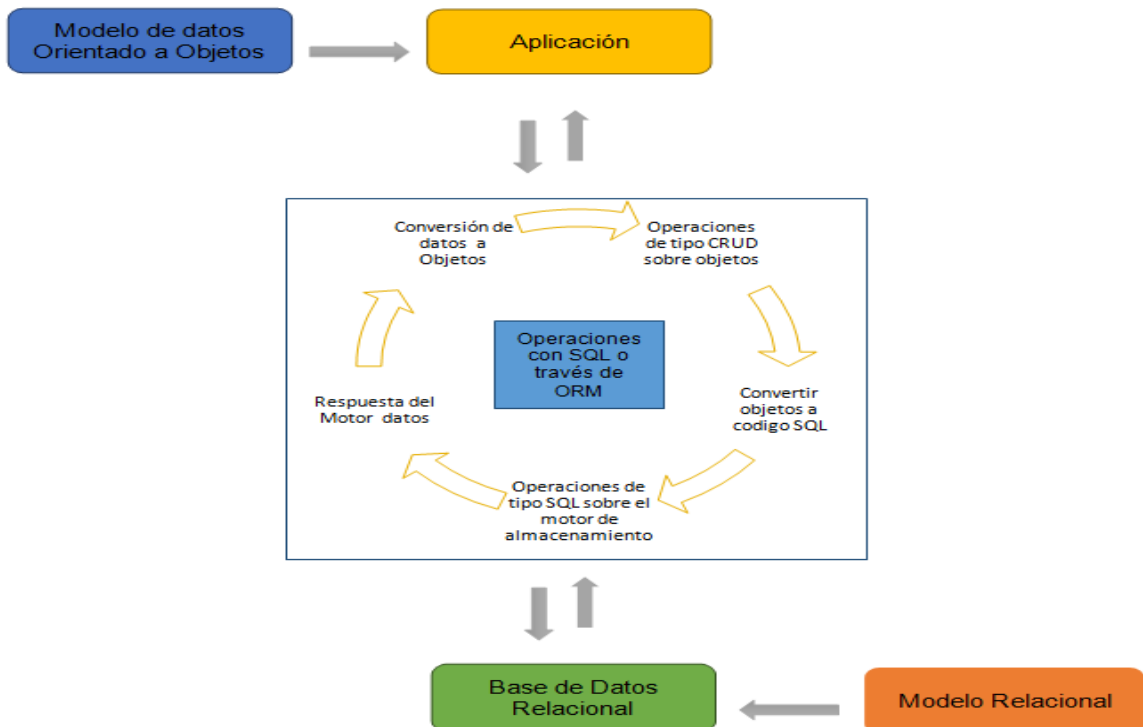 Modelo de datos
Orientado a Objetos
Aplicación
Conversión de
datos a
Objetos
Operaciones
de tipo CRUD
sobre objetos
Operaciones
con SQL o
través de
ORM
Respuesta del
Motor datos
Convertir
objetos a
codigo SQL
Operaciones de
tipo SQL sobre el
motor de
almacenamiento
Base de Datos
Relacional
Modelo Relacional